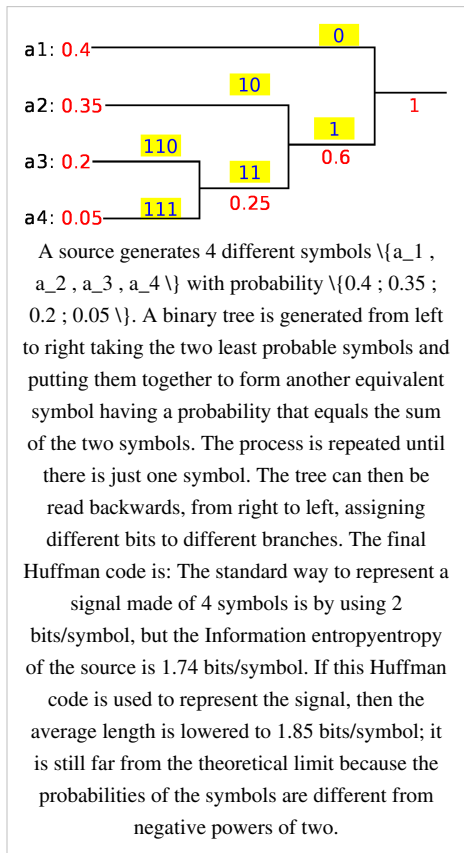 0
a1: 0.4
10
a2: 0.35
1
1
110
0.6
a3: 0.2
11
111
0.25
a4: 0.05
A source generates 4 different symbols \{a_1 ,
a_2 , a_3 , a_4 \} with probability \{0.4 ; 0.35 ;
0.2 ; 0.05 \}. A binary tree is generated from left
to right taking the two least probable symbols and
putting them together to form another equivalent
symbol having a probability that equals the sum
of the two symbols. The process is repeated until
there is just one symbol. The tree can then be
read backwards, from right to left, assigning
different bits to different branches. The final
Huffman code is: The standard way to represent a
signal made of 4 symbols is by using 2
bits/symbol, but the Information entropyentropy
of the source is 1.74 bits/symbol. If this Huffman
code is used to represent the signal, then the
average length is lowered to 1.85 bits/symbol; it
is still far from the theoretical limit because the
probabilities of the symbols are different from
negative powers of two.